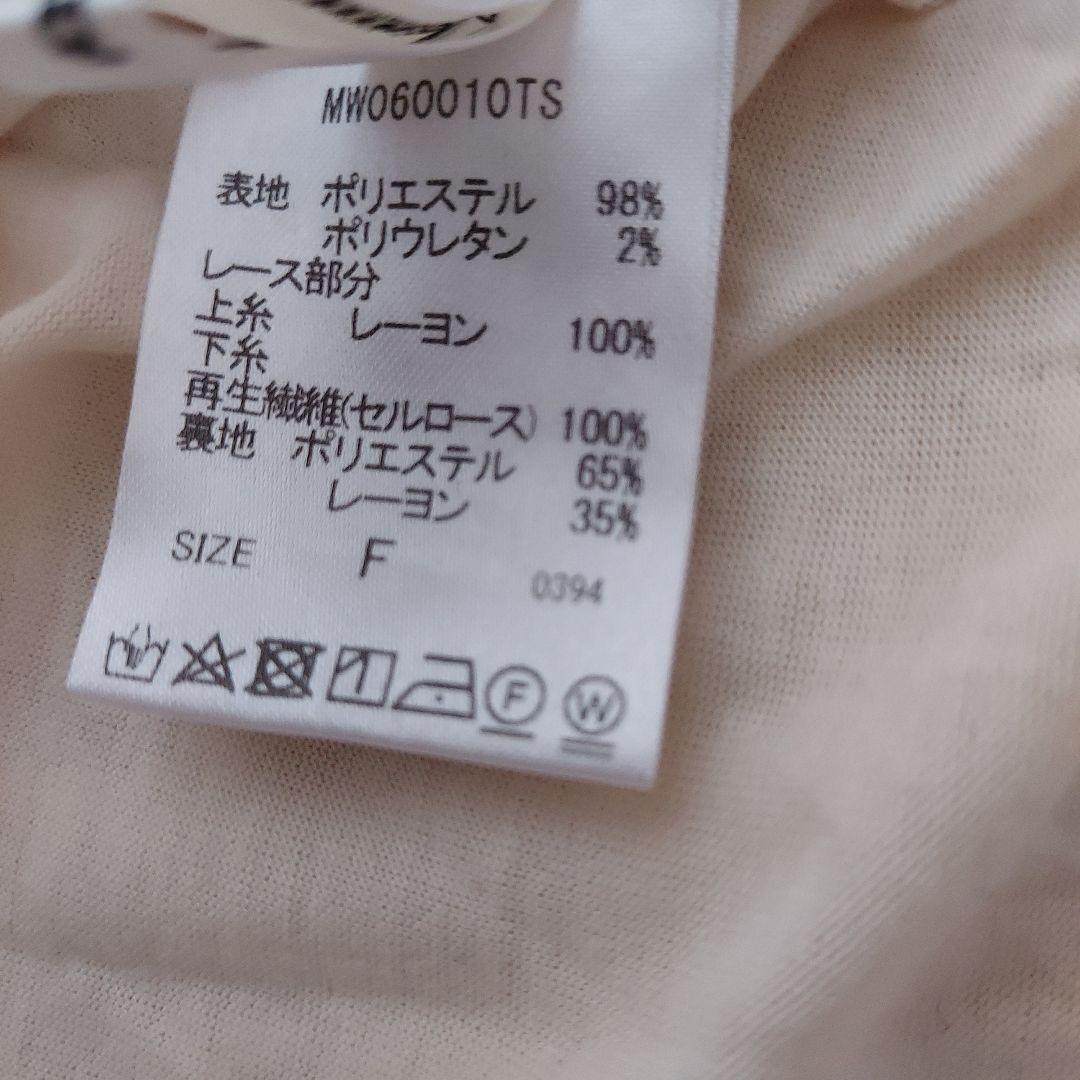 MW060010TS
表地 ポリエステル 98%
ポリウレタン 2%
レース部分
上糸 レーヨン 100%
下糸
再生繊維(セルロース) 100%
裏地 ポリエステル 65%
レーヨン 35%
SIZE F 0394
F W